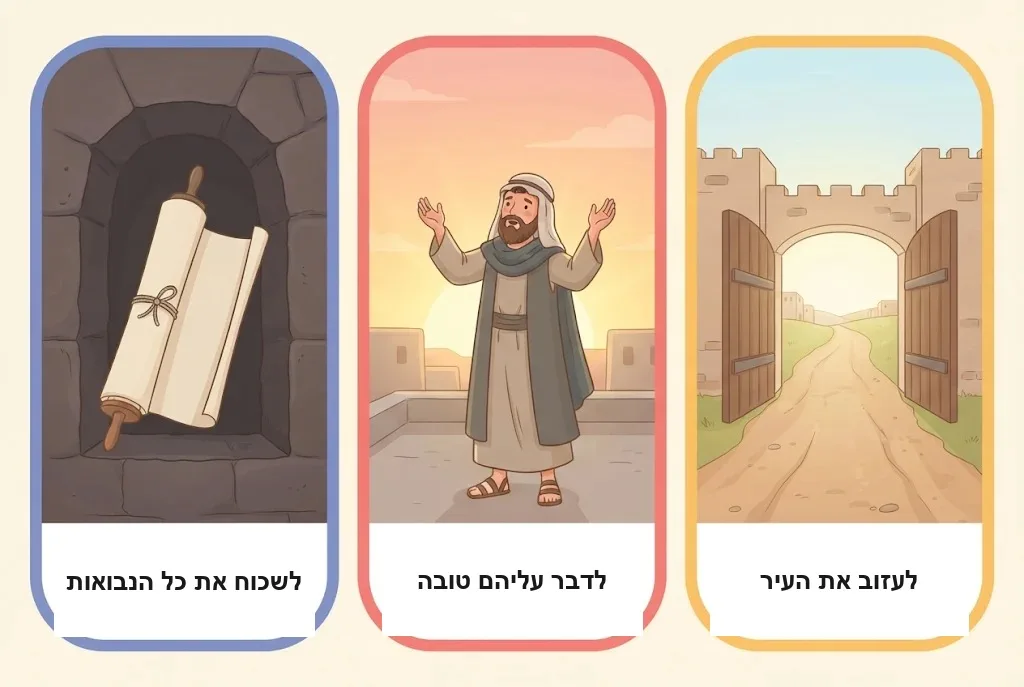 לעזוב את העיר
לדבר עליהם טובה
לשכוח את כל הנבואות